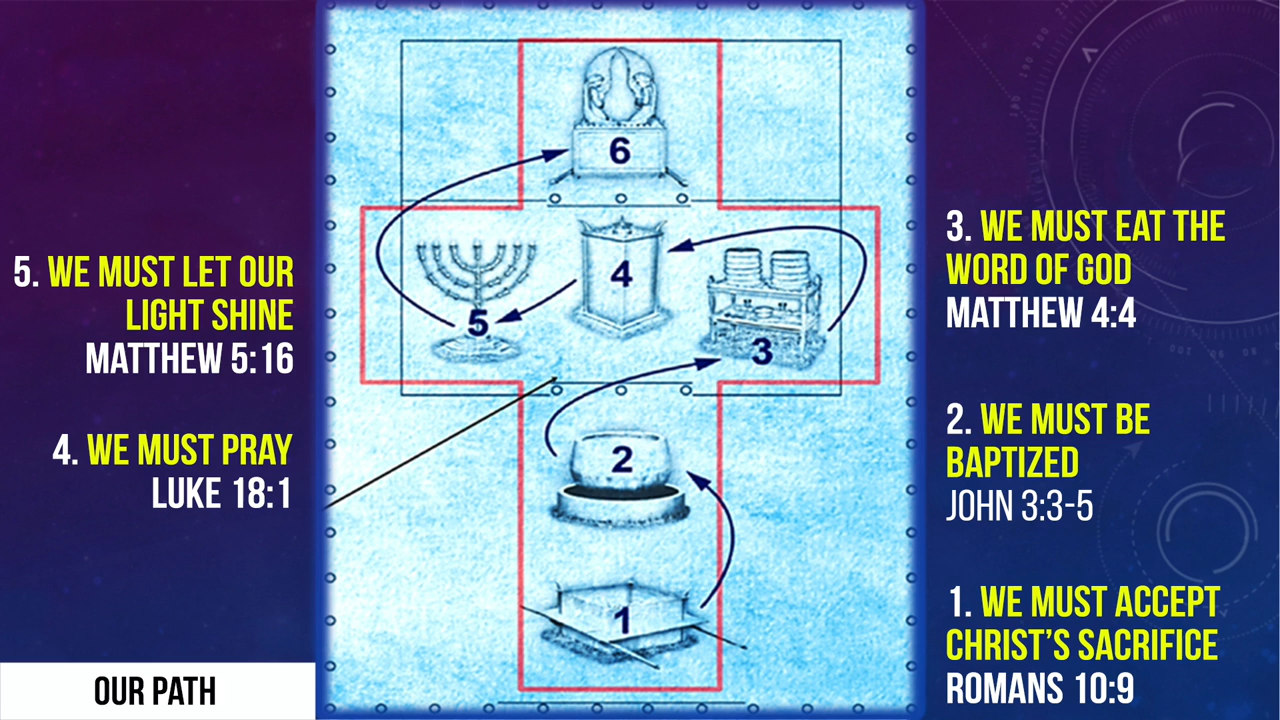 5. WE MUST LET OUR
LIGHT SHINE
MATTHEW 5:16
4. WE MUST PRAY
LUKE 18:1
OUR PATH
6
4
5
3
2
1
3. WE MUST EAT THE
WORD OF GOD
MATTHEW 4:4
2. WE MUST BE
BAPTIZED
JOHN 3:3-5
1. WE MUST ACCEPT
CHRIST'S SACRIFICE
ROMANS 10:9